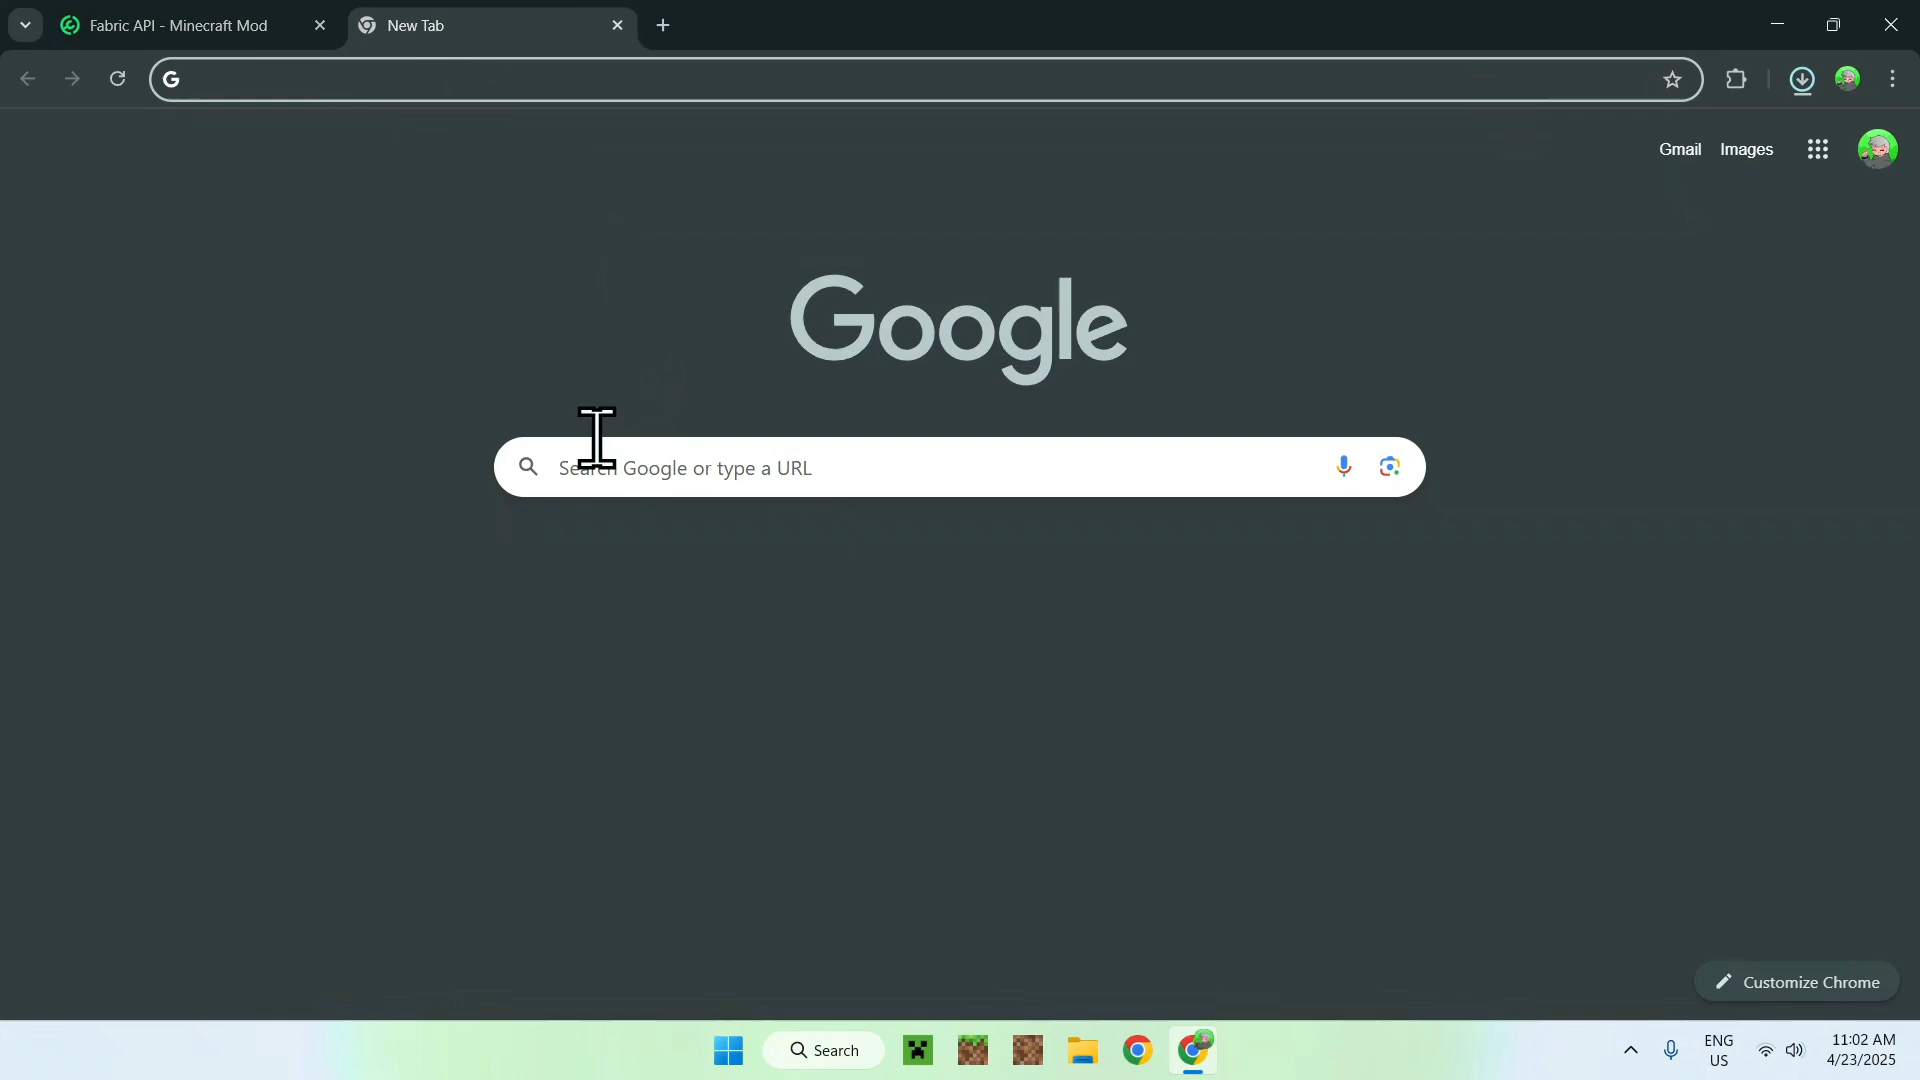 Fabric API - Minecraft Mod
New Tab
Gmail
Images
Google
Search Google or type a URL
Customize Chrome
Search
ENG
US
11:02 AM
4/23/2025